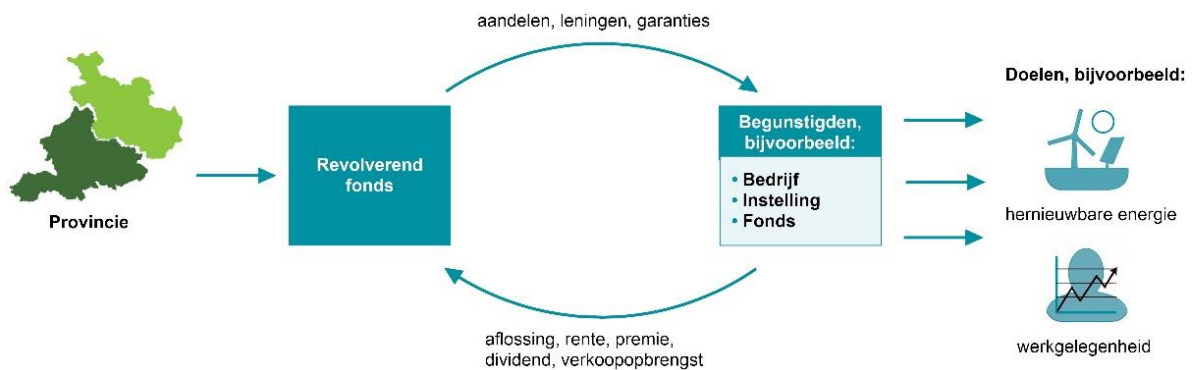 aandelen, leningen, garanties
Doelen, bijvoorbeeld:
Provincie
Revolverend
fonds
Begunstigden,
bijvoorbeeld:
• Bedrijf
• Instelling
• Fonds
hernieuwbare energie
werkgelegenheid
aflossing, rente, premie,
dividend, verkoopopbrengst